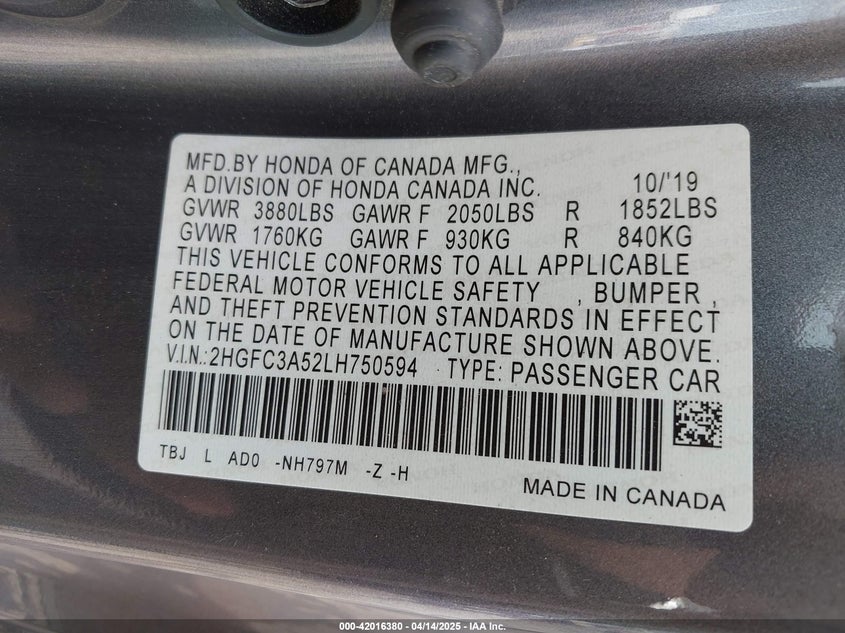 MFD.BY HONDA OF CANADA MFG.,
A DIVISION OF HONDA CANADA INC. 10/'19
GVWR 3880LBS GAWR F 2050LBS R 1852LBS
GVWR 1760KG GAWR F 930KG R 840KG
THIS VEHICLE CONFORMS TO ALL APPLICABLE
FEDERAL MOTOR VEHICLE SAFETY , BUMPER ,
AND THEFT PREVENTION STANDARDS IN EFFECT
ON THE DATE OF MANUFACTURE SHOWN ABOVE.
V.I.N.:2HGFC3A52LH750594 TYPE: PASSENGER CAR
TBJ L AD0 -NH797M -Z -H
MADE IN CANADA
000-42016380 - 04/14/2025 - IAA Inc.